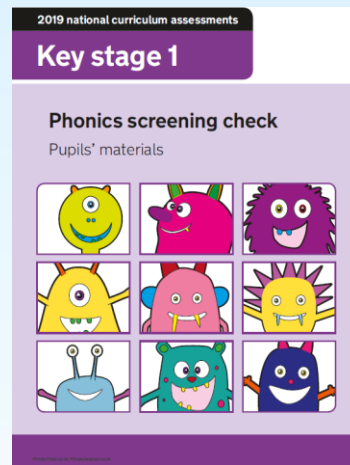 2019 national curriculum assessments
Key stage 1
Phonics screening check
Pupils' materials